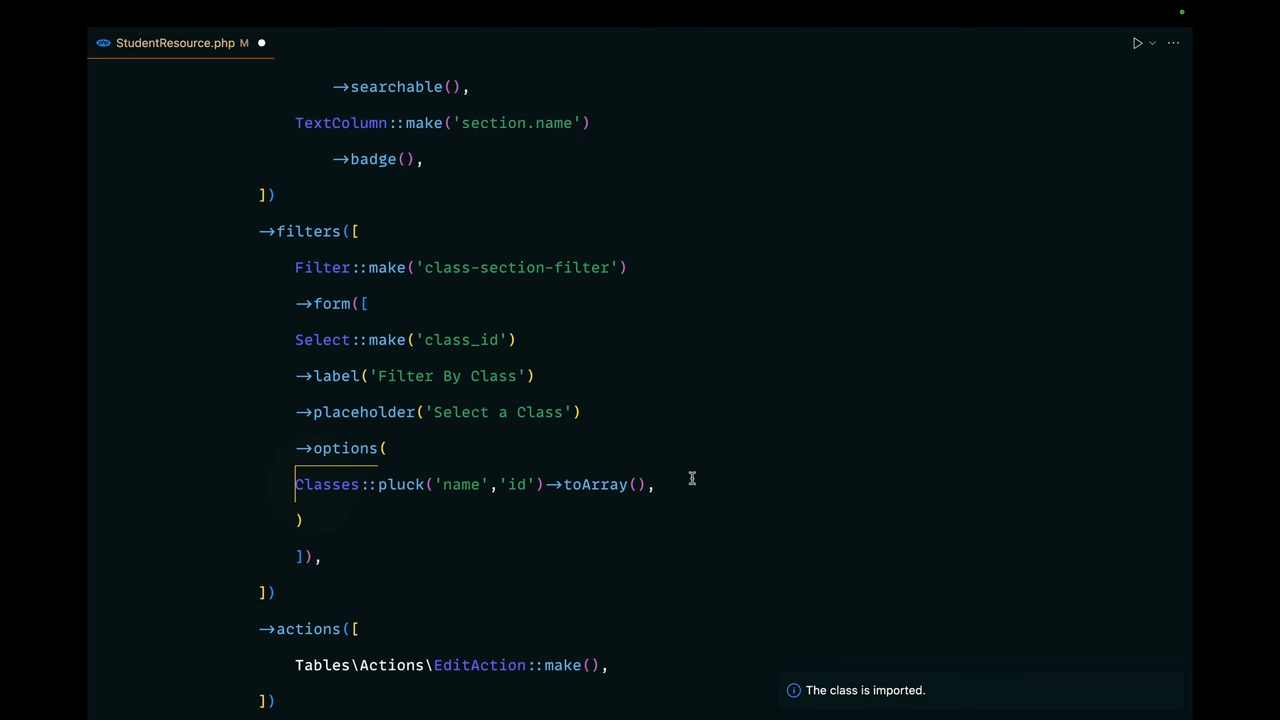 StudentResource.php M
->searchable(),
TextColumn::make('section.name')
->badge(),
])
->filters([
Filter::make('class-section-filter')
->form([
Select::make('class_id')
->label('Filter By Class')
->placeholder('Select a Class')
->options(
Classes::pluck('name','id')->toArray(),
)
]),
])
->actions([
Tables\Actions\EditAction::make(),
])
The class is imported.